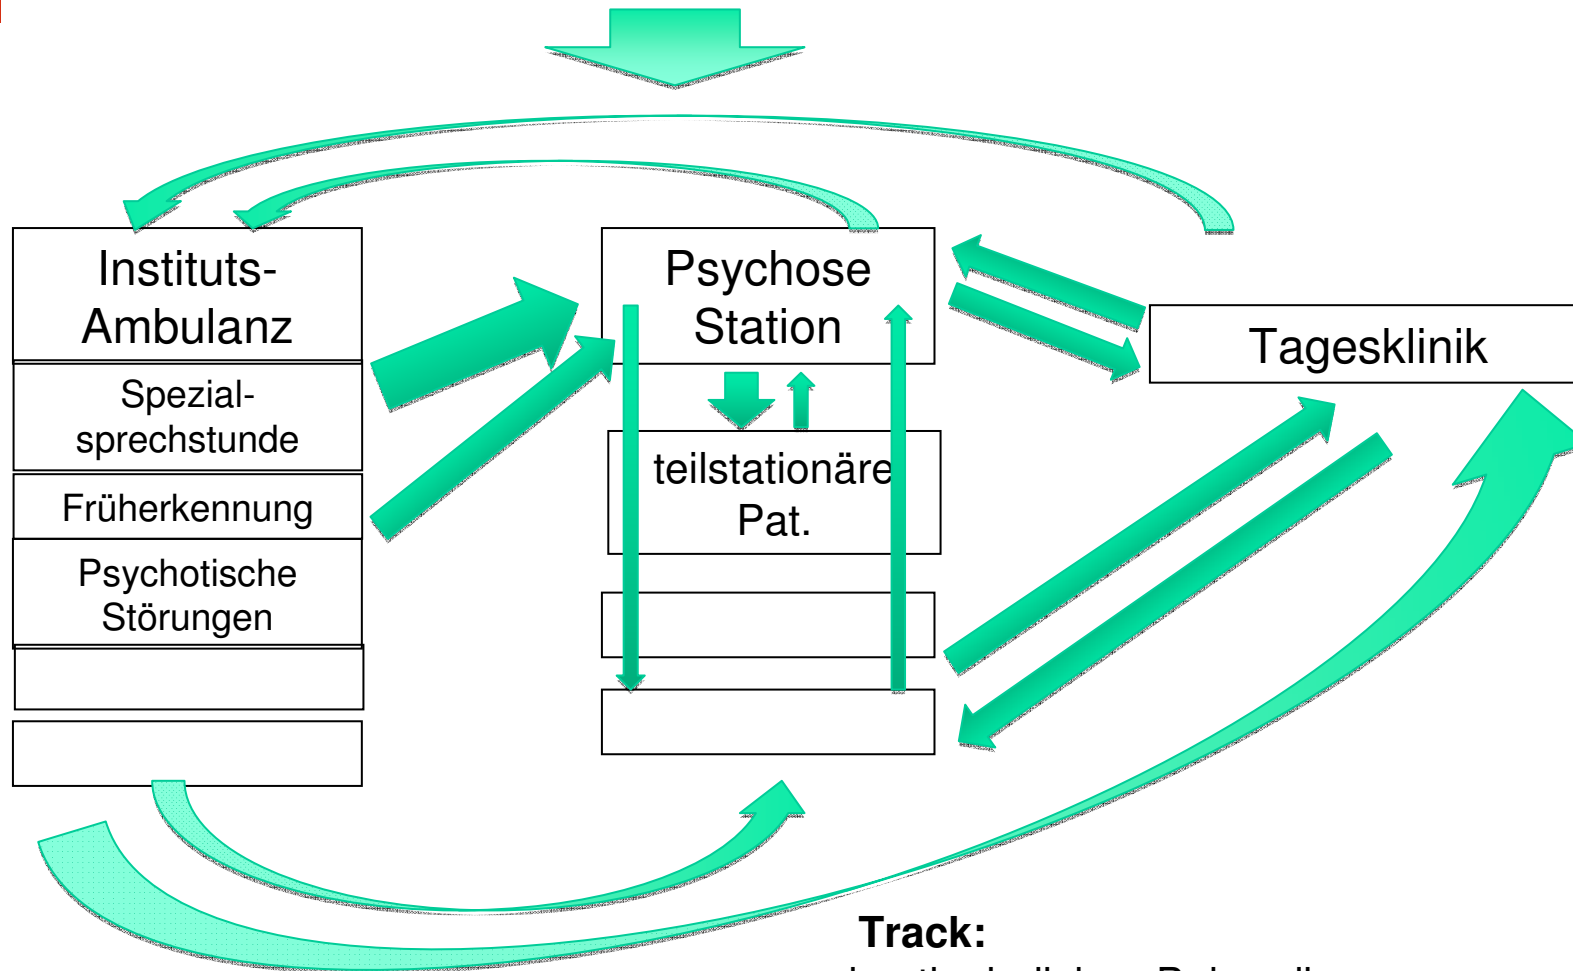 Instituts-
Ambulanz
Spezial-
sprechstunde
Früherkennung
Psychotische
Störungen
Psychose
Station
teilstationäre
Pat.
Tagesklinik
Track: